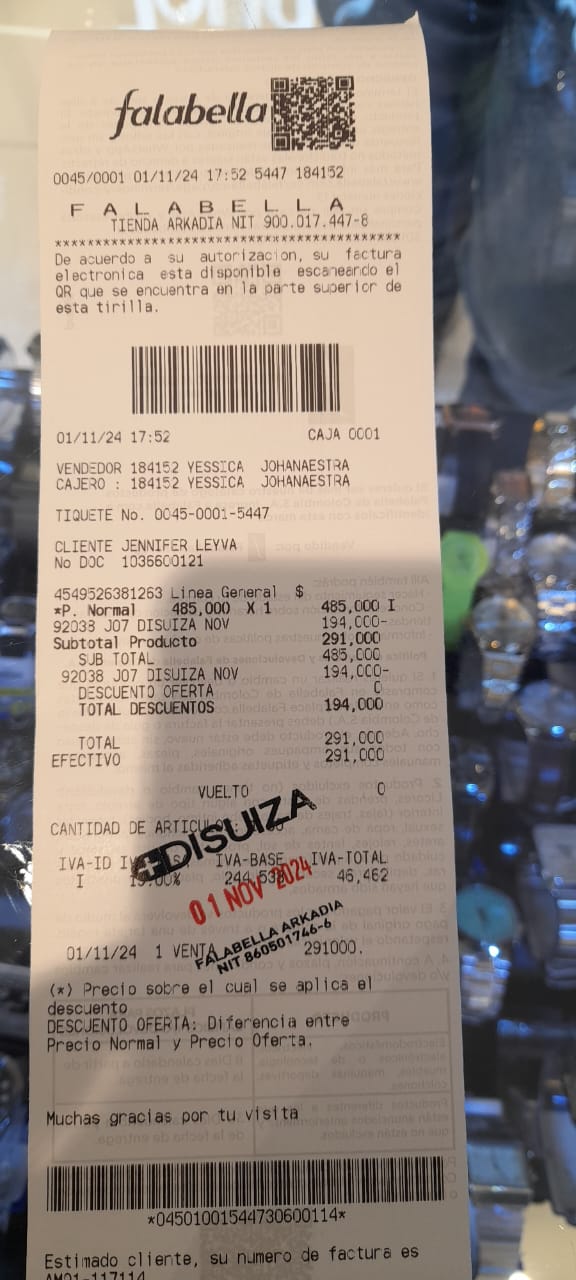 falabella
0045/0001 01/11/24 17:52 5447 184152
F A L A B E L L A
TIENDA ARKADIA NIT 900.017.447-8
******************************************
De acuerdo a su autorizacion, su factura
electronica esta disponible escaneando el
QR que se encuentra en la parte superior de
esta tirilla.
01/11/24 17:52 CAJA 0001
VENDEDOR 184152 YESSICA JOHANAESTRA
CAJERO : 184152 YESSICA JOHANAESTRA
TIQUETE No. 0045-0001-5447
CLIENTE JENNIFER LEYVA
No DOC 1036600121
4549526381263 Linea General $
*P. Normal 485,000 X 1 485,000 I
92038 J07 DISUIZA NOV 194,000-
Subtotal Producto 291,000
SUB TOTAL 485,000
92038 J07 DISUIZA NOV 194,000-
DESCUENTO OFERTA 0
TOTAL DESCUENTOS 194,000
TOTAL 291,000
EFECTIVO 291,000
VUELTO 0
CANTIDAD DE
DISUIZA
IVA-ID IVA-BASE IVA-TOTAL
I 19.00% 46,462
01 NOV 2024
FALABELLA ARKADIA
NIT 860501746-6
01/11/24 1 VENTA 291000.
(*) Precio sobre el cual se aplica el
descuento
DESCUENTO OFERTA: Diferencia entre
Precio Normal y Precio Oferta.
Muchas gracias por tu visita
*04501001544730600114*
Estimado cliente, su numero de factura es
AM01-117114